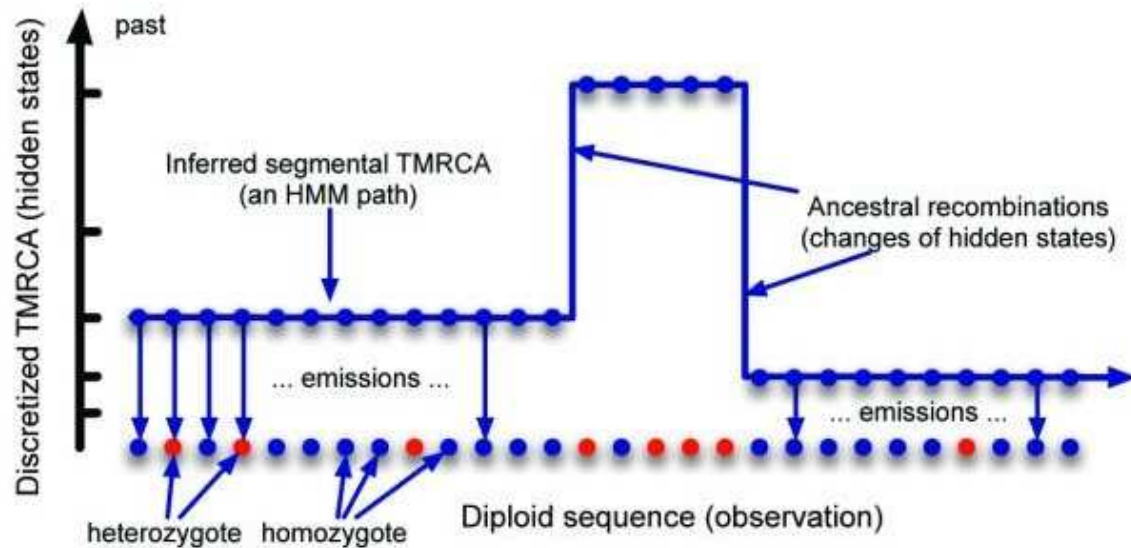 past
Discretized TMRCA (hidden states)
Inferred segmental TMRCA
(an HMM path)
Ancestral recombinations
(changes of hidden states)
... emissions ...
... emissions ...
heterozygote
homozygote
Diploid sequence (observation)